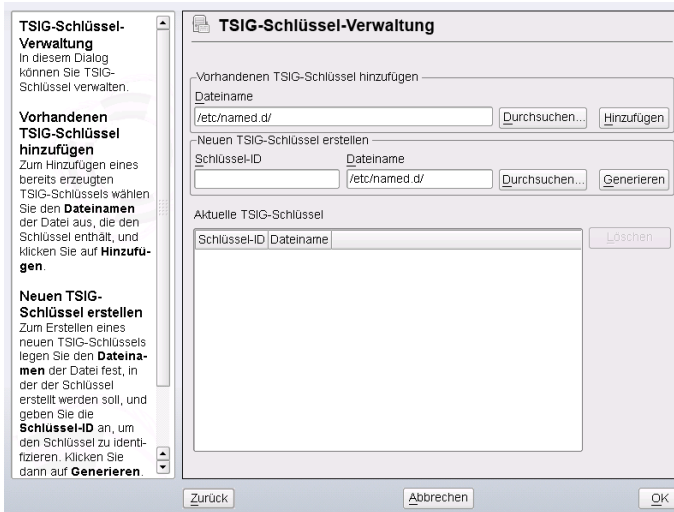 TSIG-Schlüssel-
Verwaltung
In diesem Dialog
können Sie TSIG-
Schlüssel verwalten.
Vorhandenen
TSIG-Schlüssel
hinzufügen
Zum Hinzufügen eines
bereits erzeugten
TSIG-Schlüssels wählen
Sie den Dateinamen
der Datei aus, die den
Schlüssel enthält, und
klicken Sie auf Hinzufü-
gen.
Neuen TSIG-
Schlüssel erstellen
Zum Erstellen eines
neuen TSIG-Schlüssels
legen Sie den Dateina-
men der Datei fest, in
der der Schlüssel
erstellt werden soll, und
geben Sie die
Schlüssel-ID an, um
den Schlüssel zu identi-
fizieren. Klicken Sie
dann auf Generieren.
TSIG-Schlüssel-Verwaltung
Vorhandenen TSIG-Schlüssel hinzufügen
Dateiname
/etc/named.d/ Durchsuchen... Hinzufügen
Neuen TSIG-Schlüssel erstellen
Schlüssel-ID Dateiname
/etc/named.d/ Durchsuchen... Generieren
Aktuelle TSIG-Schlüssel
Schlüssel-ID Dateiname Löschen
Zurück Abbrechen OK